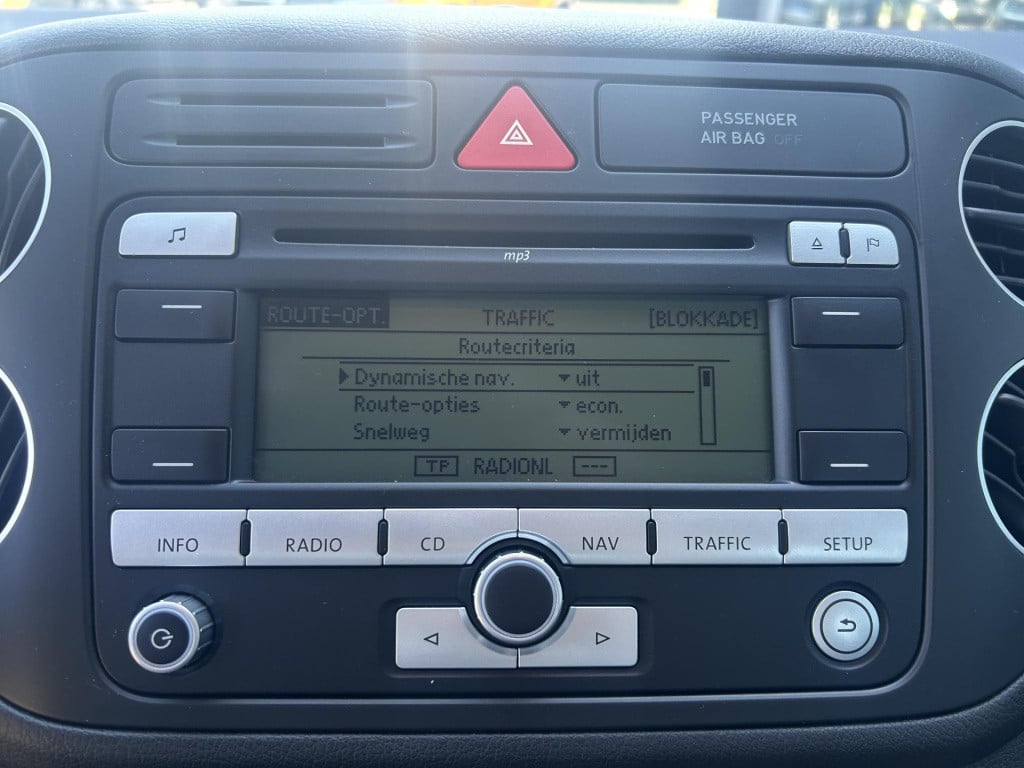 PASSENGER
AIR BAG OFF
mp3
ROUTE-OPT. TRAFFIC [BLOKKADE]
Routecriteria
Dynamische nav. uit
Route-opties econ.
Snelweg vermijden
TP RADIONL ---
INFO RADIO CD NAV TRAFFIC SETUP